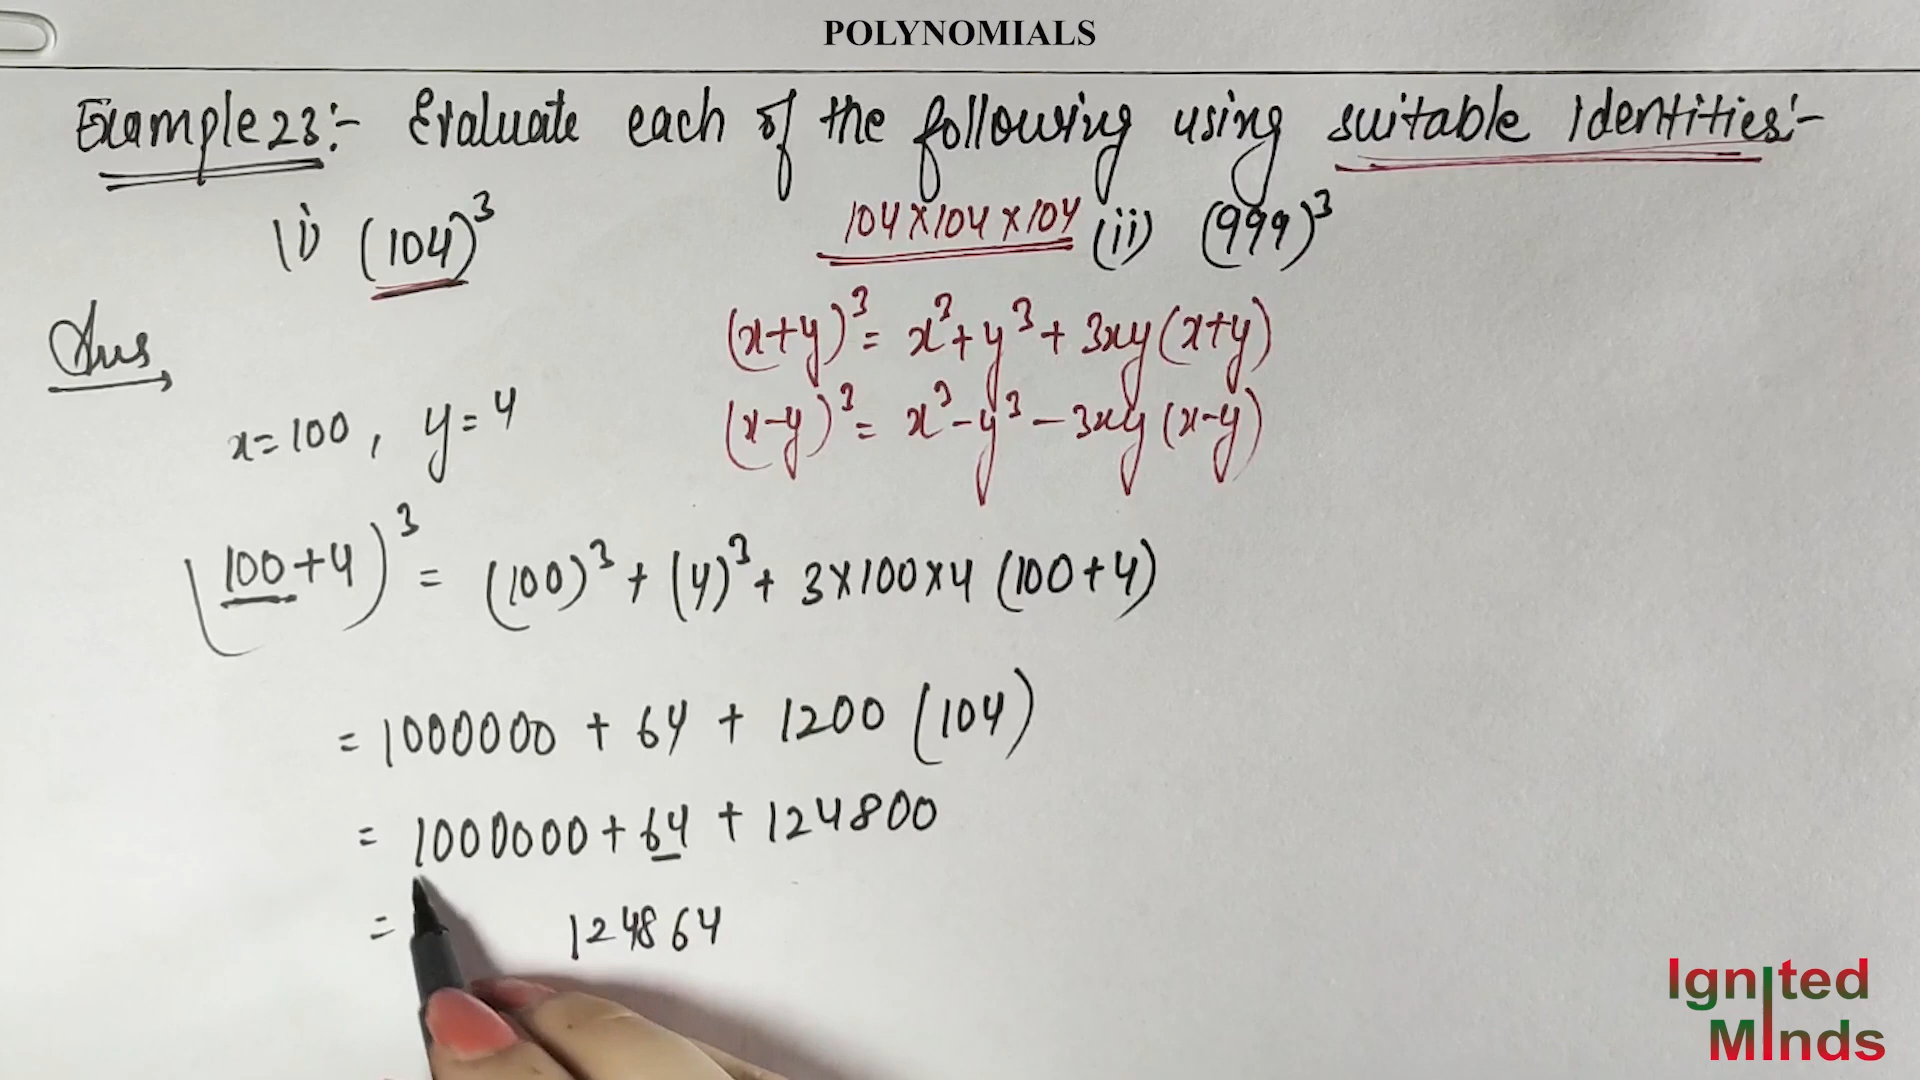 POLYNOMIALS
Example 23:- Evaluate each of the following using suitable identities:-
(i) (104)³ 104×104×104 (ii) (999)³
Ans
(x+y)³ = x³+y³+3xy(x+y)
x=100, y=4 (x-y)³ = x³-y³-3xy(x-y)
(100+4)³ = (100)³ + (4)³ + 3×100×4 (100+4)
= 1000000 + 64 + 1200 (104)
= 1000000 + 64 + 124800
= 124864
Ignited
Minds